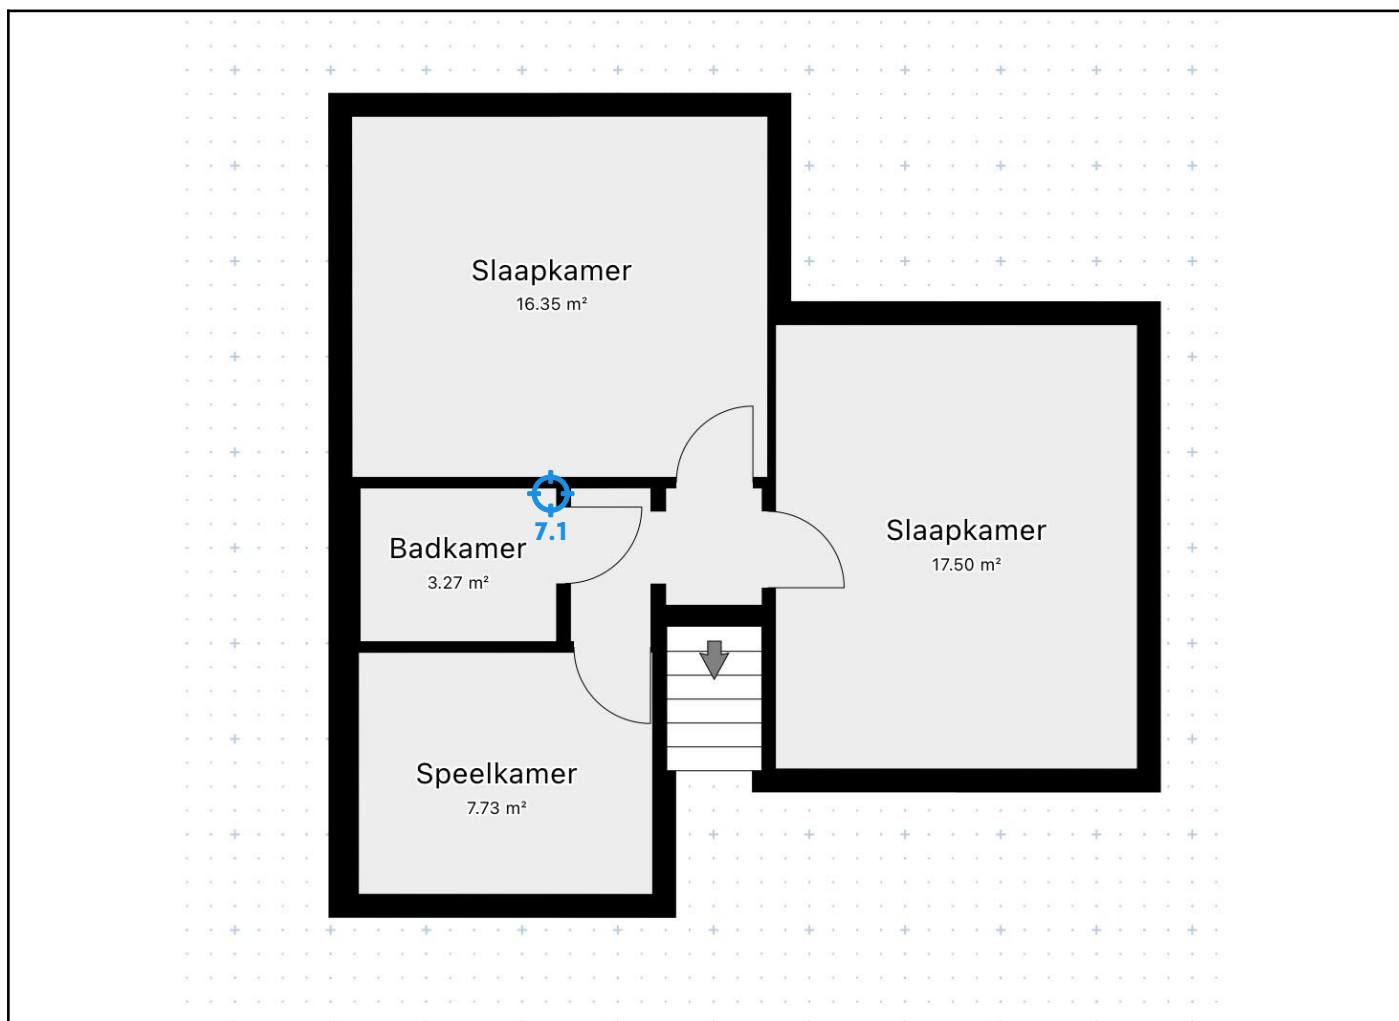 Slaapkamer
16.35 m²
7.1
Badkamer
3.27 m²
Slaapkamer
17.50 m²
Speelkamer
7.73 m²